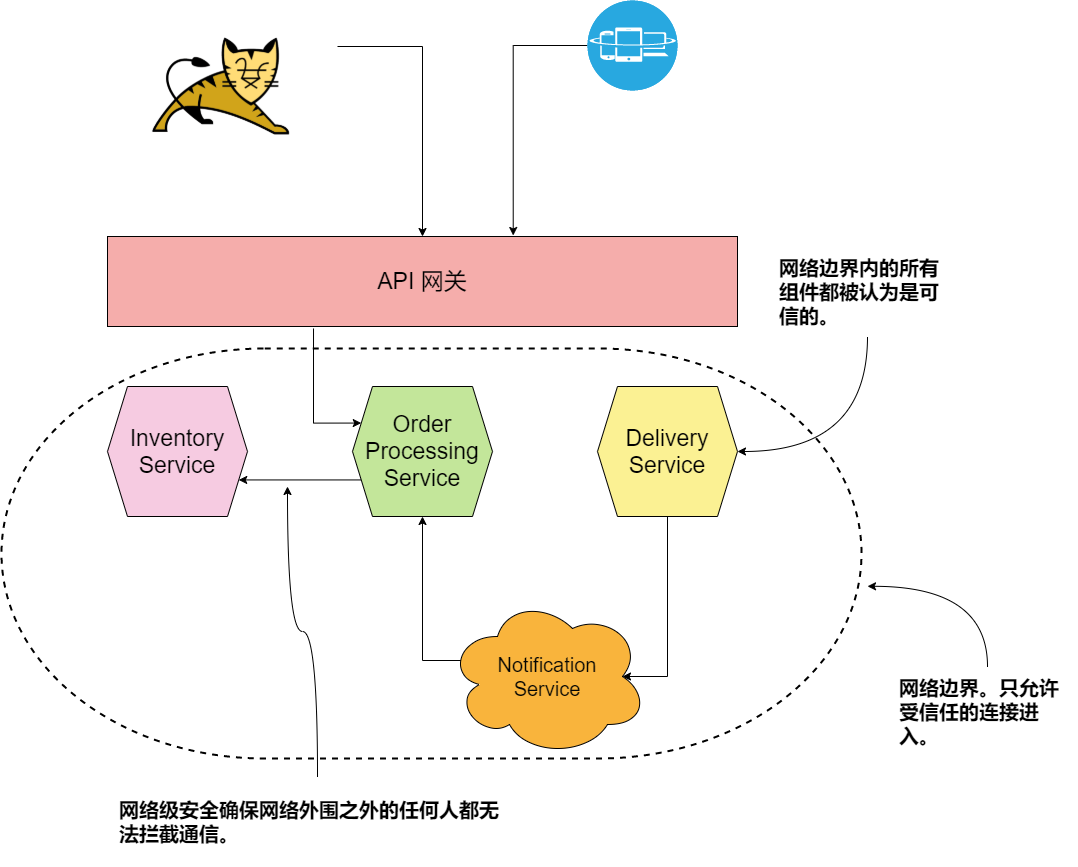 API 网关
网络边界内的所有
组件都被认为是可
信的。
Inventory
Service
Order
Processing
Service
Delivery
Service
Notification
Service
网络边界。只允许
受信任的连接进
入。
网络级安全确保网络外围之外的任何人都无
法拦截通信。